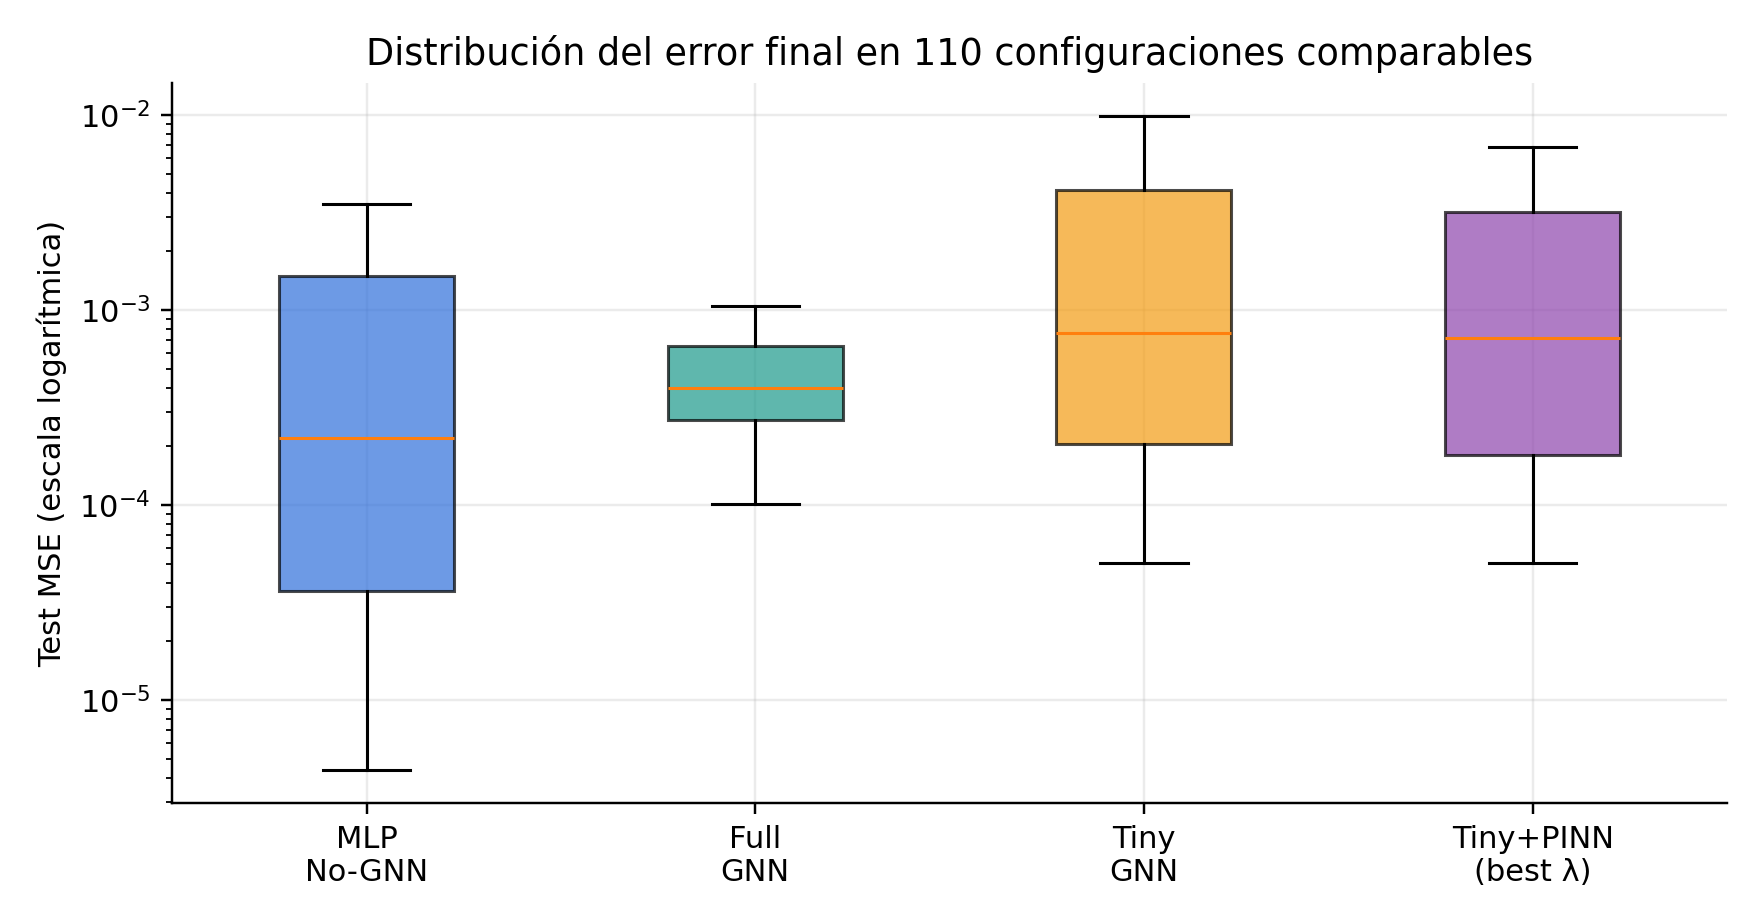 Distribución del error final en 110 configuraciones comparables
Test MSE (escala logarítmica)
10⁻²
10⁻³
10⁻⁴
10⁻⁵
MLP
No-GNN
Full
GNN
Tiny
GNN
Tiny+PINN
(best λ)